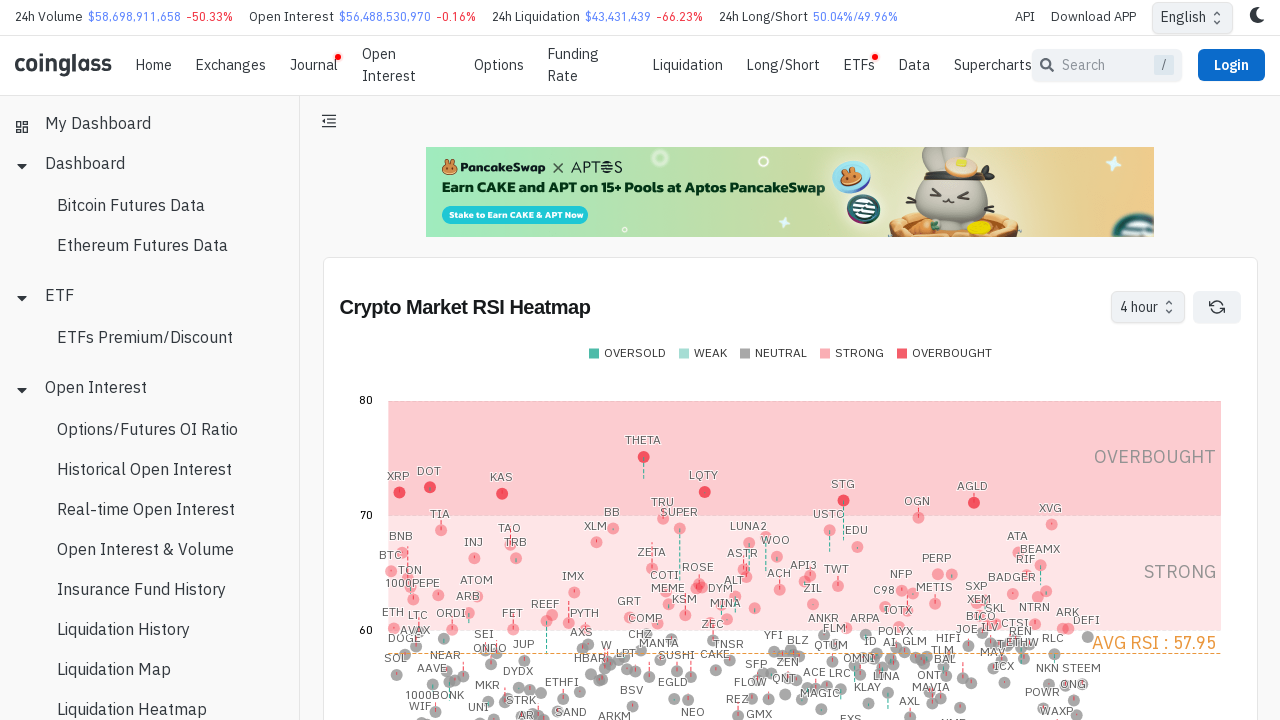 24h Volume $58,698,911,658 -50.33% Open Interest $56,488,530,970 -0.16% 24h Liquidation $43,431,439 -66.23% 24h Long/Short 50.04%/49.96% API Download APP English
coinglass Home Exchanges Journal Open Interest Options Funding Rate Liquidation Long/Short ETFs Data Supercharts Search / Login
My Dashboard
Dashboard
Bitcoin Futures Data
Ethereum Futures Data
ETF
ETFs Premium/Discount
Open Interest
Options/Futures OI Ratio
Historical Open Interest
Real-time Open Interest
Open Interest & Volume
Insurance Fund History
Liquidation History
Liquidation Map
Liquidation Heatmap
PancakeSwap × APTOS
Earn CAKE and APT on 15+ Pools at Aptos PancakeSwap
Stake to Earn CAKE & APT Now
Crypto Market RSI Heatmap
4 hour
OVERSOLD WEAK NEUTRAL STRONG OVERBOUGHT
80
THETA
OVERBOUGHT
XRP DOT KAS LQTY STG AGLD
OGN
TRU
XVG
70 TIA BB SUPER USTC
TAO XLM LUNA2 EDU
BNB INJ TRB WOO ATA
BTC ZETA ASTR PERP BEAMX
TON ROSE API3 TWT RIF
STRONG
1000PEPE ATOM IMX COTI ALT ACH NFP BADGER
MEME DYM ZIL C98 METIS SXP
ARB GRT KSM MINA XEM
ETH LTC ORDI FET REEF PYTH COMP ANKR ARPA IOTX BICO SKL NTRN ARK
60 AVAX ZEC ELM POLYX JOE ILV CTSI DEFI
DOGE SEI AXS CHZ YFI BLZ ID AI GLM HIFI REN RLC
AVG RSI : 57.95
ONDO JUP W MANTA TNSR QTUM TLM ETHW
SOL NEAR HBAR LPT SUSHI CAKE SFP ZEN OMNI BAL MAV ICX
AAVE DYDX EGLD QNT ACE LRC LINA ONT NKN STEEM
MKR ETHFI BSV FLOW MAGIC KLAY MAVIA ONG
1000BONK STRK REZ AXL POWR
WIF UNI AR SAND ARKM NEO GMX WAXP